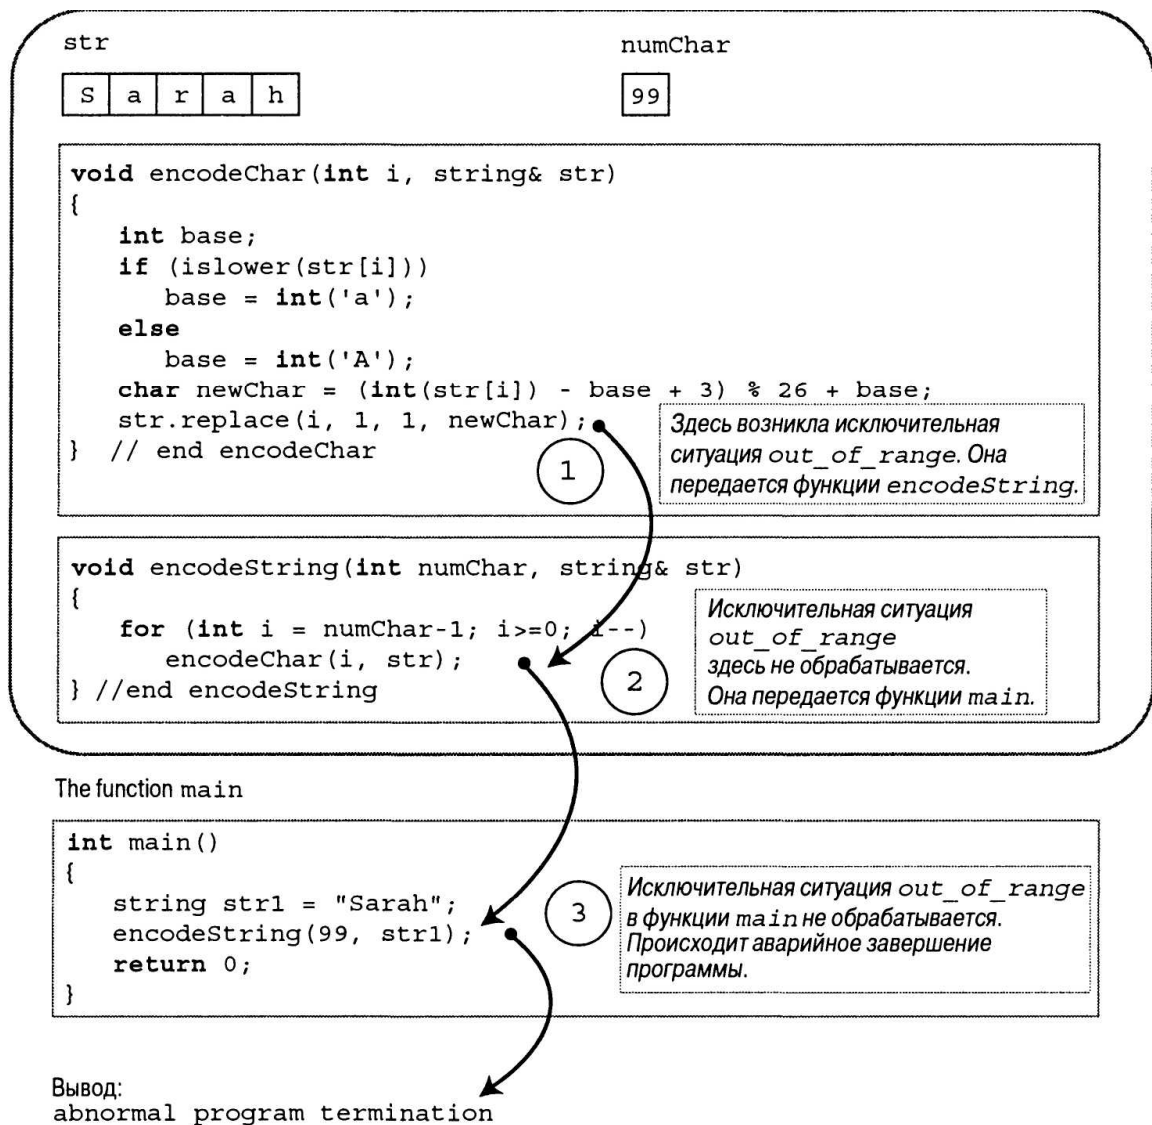 str
numChar
S a r a h
99
void encodeChar(int i, string& str)
{
int base;
if (islower(str[i]))
base = int('a');
else
base = int('A');
char newChar = (int(str[i]) - base + 3) % 26 + base;
str.replace(i, 1, 1, newChar);
} // end encodeChar
1
Здесь возникла исключительная
ситуация out_of_range. Она
передается функции encodeString.
void encodeString(int numChar, string& str)
{
for (int i = numChar-1; i>=0; i--)
encodeChar(i, str);
} //end encodeString
2
Исключительная ситуация
out_of_range
здесь не обрабатывается.
Она передается функции main.
The function main
int main()
{
string str1 = "Sarah";
encodeString(99, str1);
return 0;
}
3
Исключительная ситуация out_of_range
в функции main не обрабатывается.
Происходит аварийное завершение
программы.
Вывод:
abnormal program termination